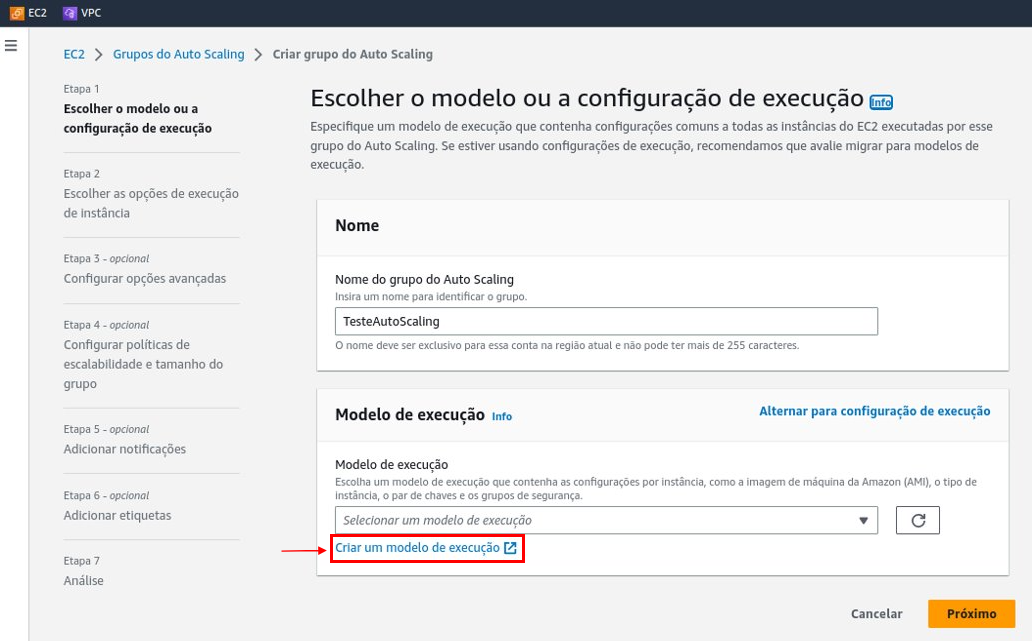 EC2 VPC
EC2 > Grupos do Auto Scaling > Criar grupo do Auto Scaling
Etapa 1
Escolher o modelo ou a
configuração de execução
Etapa 2
Escolher as opções de execução
de instância
Etapa 3 - opcional
Configurar opções avançadas
Etapa 4 - opcional
Configurar políticas de
escalabilidade e tamanho do
grupo
Etapa 5 - opcional
Adicionar notificações
Etapa 6 - opcional
Adicionar etiquetas
Etapa 7
Análise
Escolher o modelo ou a configuração de execução Info
Especifique um modelo de execução que contenha configurações comuns a todas as instâncias do EC2 executadas por esse
grupo do Auto Scaling. Se estiver usando configurações de execução, recomendamos que avalie migrar para modelos de
execução.
Nome
Nome do grupo do Auto Scaling
Insira um nome para identificar o grupo.
TesteAutoScaling
O nome deve ser exclusivo para essa conta na região atual e não pode ter mais de 255 caracteres.
Modelo de execução Info
Alternar para configuração de execução
Modelo de execução
Escolha um modelo de execução que contenha as configurações por instância, como a imagem de máquina da Amazon (AMI), o tipo de
instância, o par de chaves e os grupos de segurança.
Selecionar um modelo de execução
Criar um modelo de execução
Cancelar
Próximo